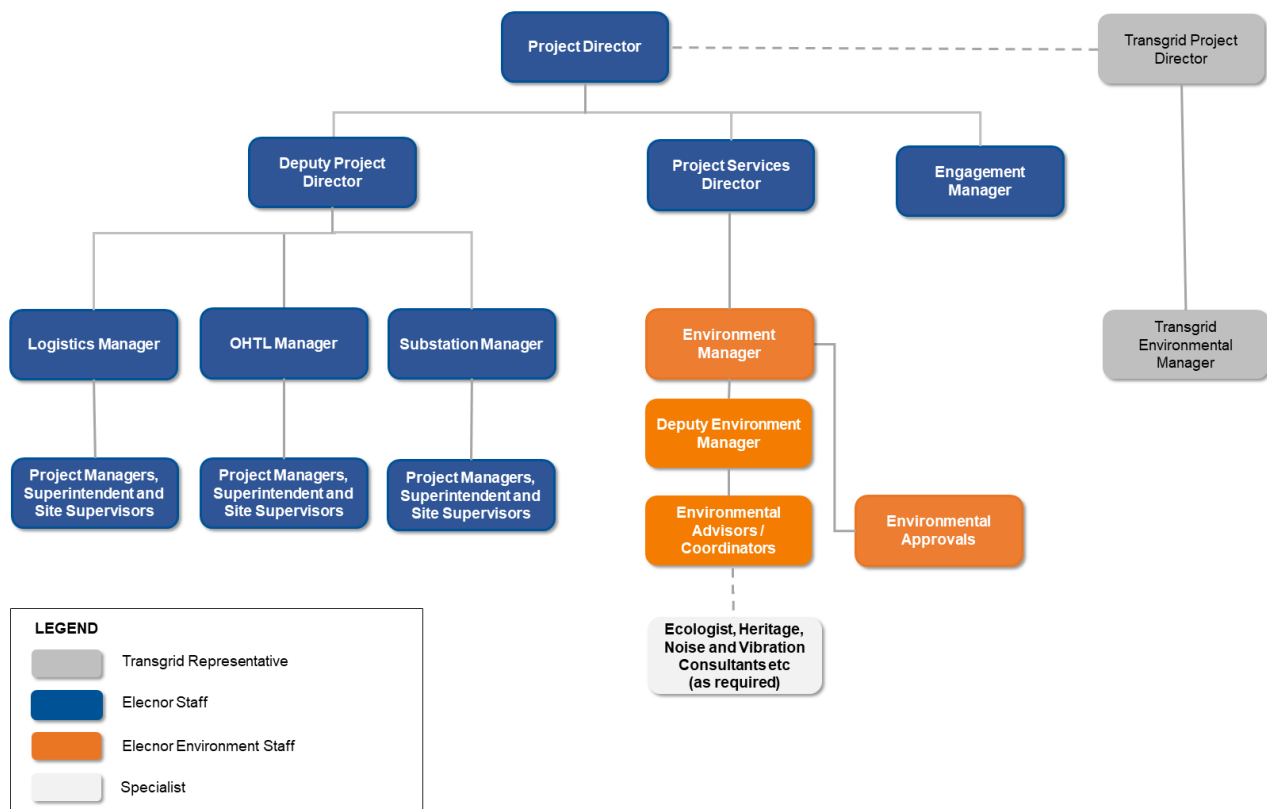 Project Director
Transgrid Project
Director
Deputy Project
Director
Project Services
Director
Engagement
Manager
Logistics Manager
OHTL Manager
Substation Manager
Environment
Manager
Transgrid
Environmental
Manager
Deputy Environment
Manager
Project Managers,
Superintendent and
Site Supervisors
Project Managers,
Superintendent and
Site Supervisors
Project Managers,
Superintendent and
Site Supervisors
Environmental
Advisors /
Coordinators
Environmental
Approvals
Ecologist, Heritage,
Noise and Vibration
Consultants etc
(as required)
LEGEND
Transgrid Representative
Elecnor Staff
Elecnor Environment Staff
Specialist